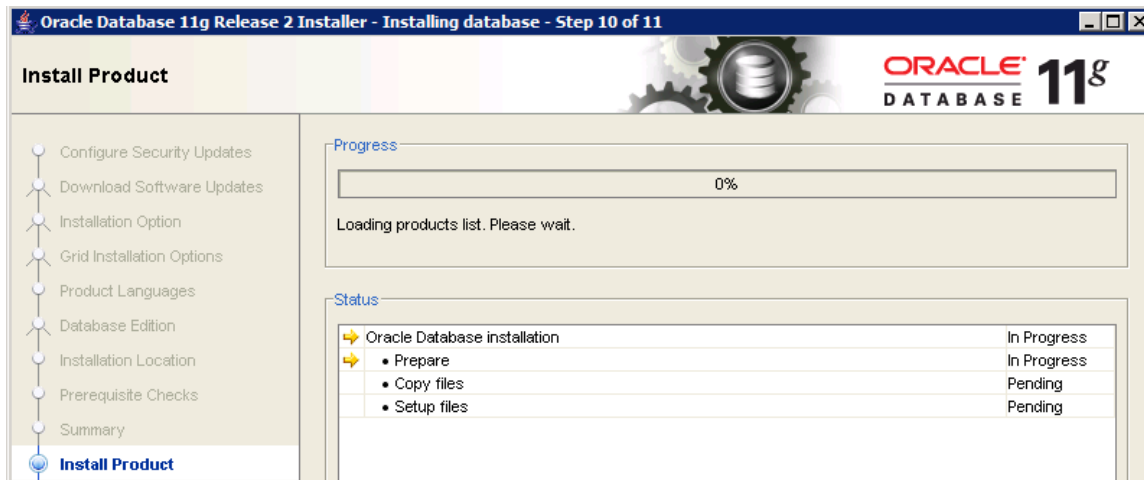 Oracle Database 11g Release 2 Installer - Installing database - Step 10 of 11
Install Product
ORACLE
DATABASE
11g
Configure Security Updates
Download Software Updates
Installation Option
Grid Installation Options
Product Languages
Database Edition
Installation Location
Prerequisite Checks
Summary
Install Product
Progress
0%
Loading products list. Please wait.
Status
Oracle Database installation In Progress
• Prepare In Progress
• Copy files Pending
• Setup files Pending